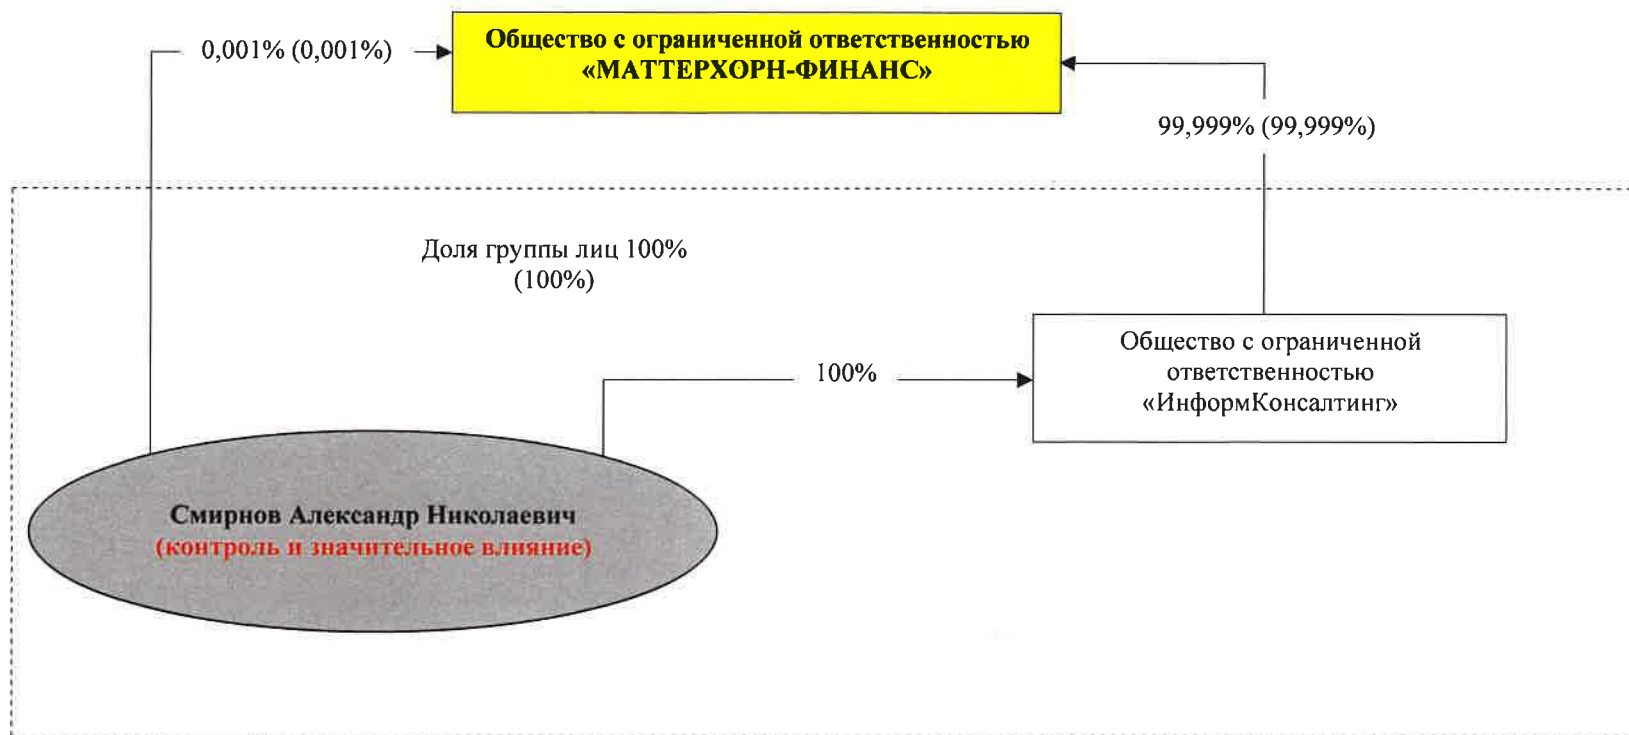 0,001% (0,001%)
Общество с ограниченной ответственностью
«МАТТЕРХОРН-ФИНАНС»
99,999% (99,999%)
Доля группы лиц 100%
(100%)
Общество с ограниченной
ответственностью
«ИнформКонсалтинг»
100%
Смирнов Александр Николаевич
(контроль и значительное влияние)